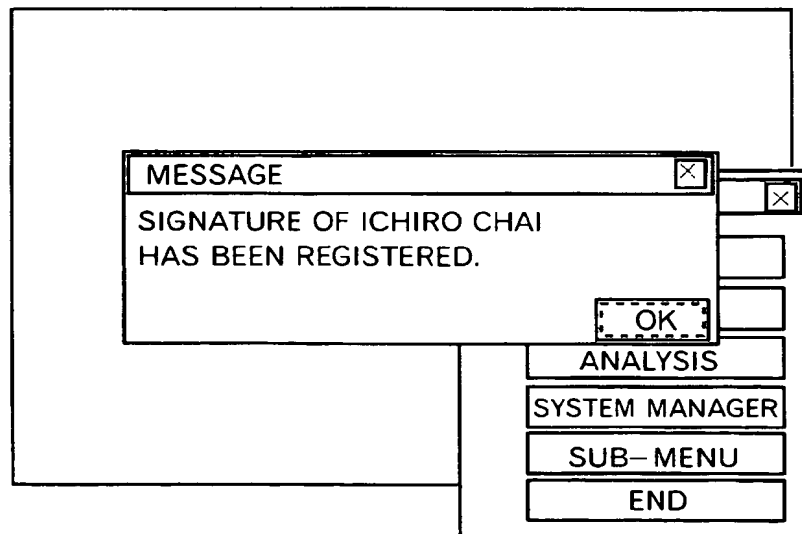 MESSAGE
SIGNATURE OF ICHIRO CHAI
HAS BEEN REGISTERED.
OK
ANALYSIS
SYSTEM MANAGER
SUB-MENU
END